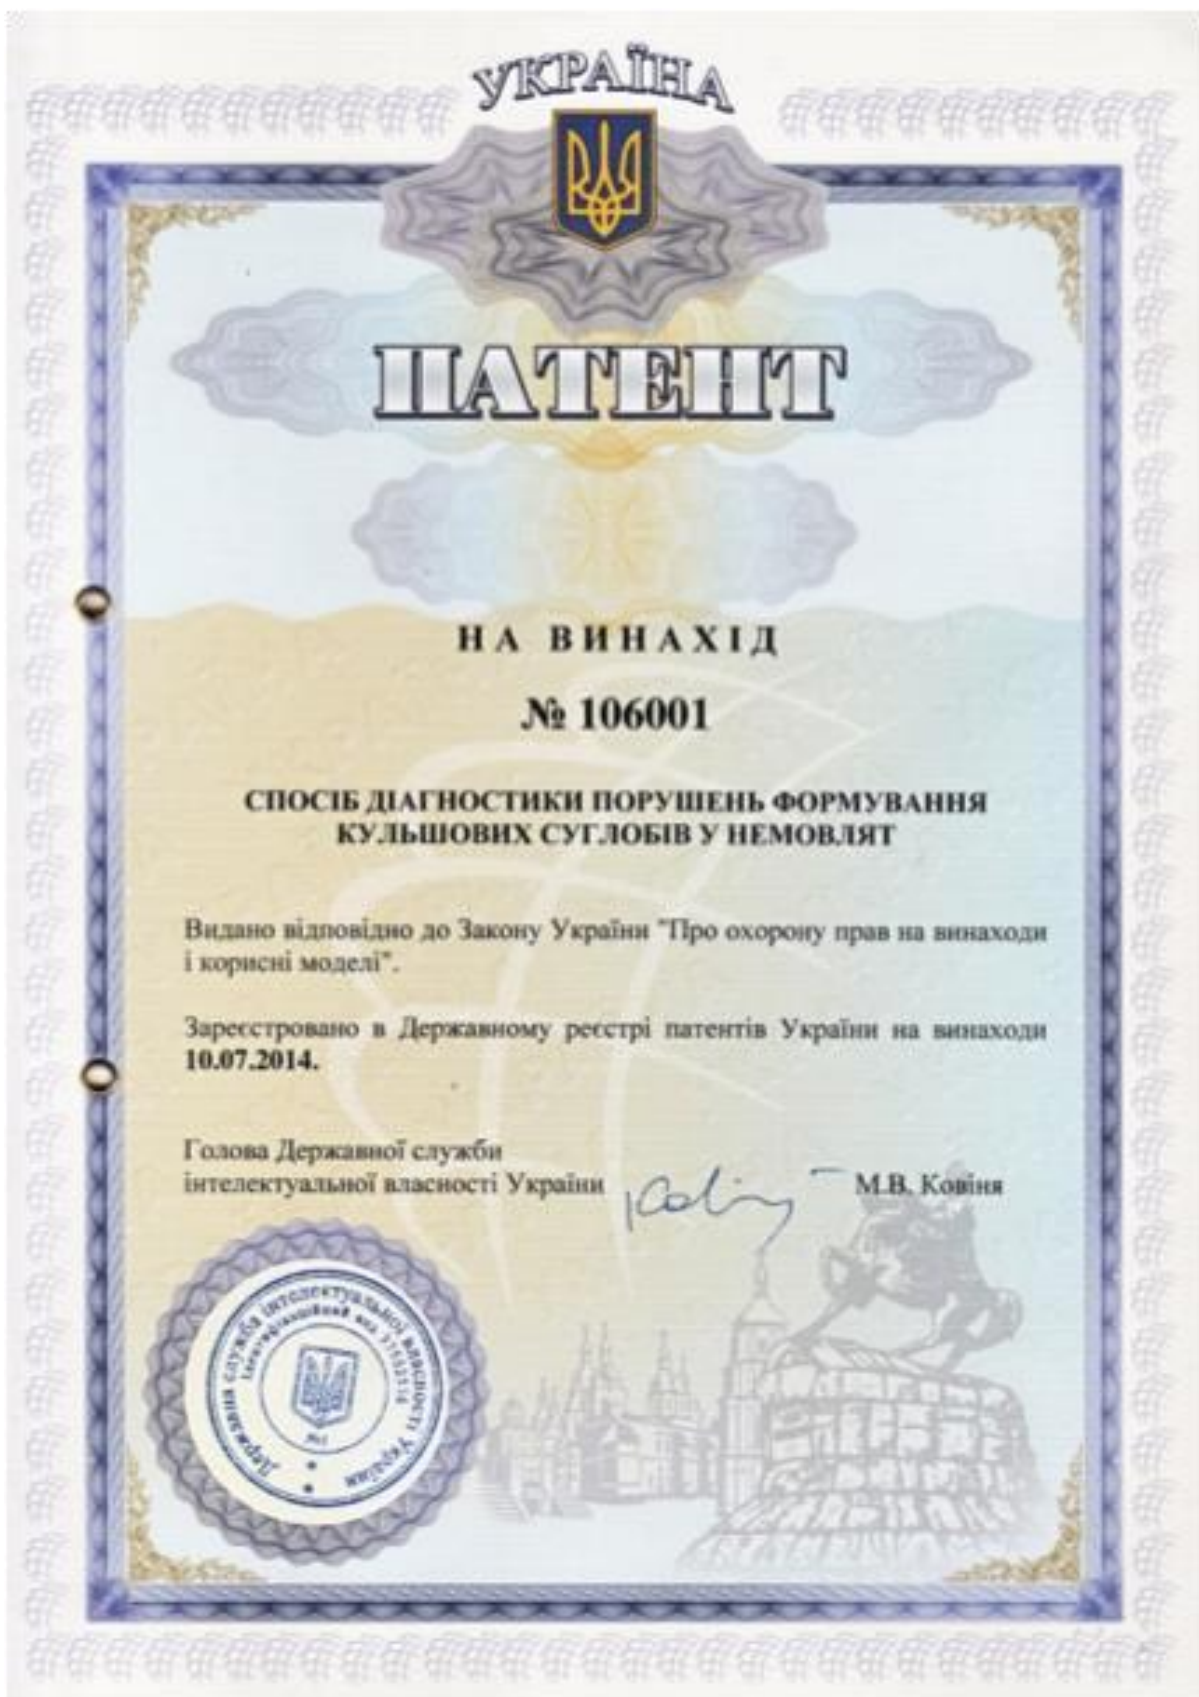 УКРАЇНА
ПАТЕНТ
НА ВИНАХІД
№ 106001
СПОСІБ ДІАГНОСТИКИ ПОРУШЕНЬ ФОРМУВАННЯ
КУЛЬШОВИХ СУГЛОБІВ У НЕМОВЛЯТ
Видано відповідно до Закону України "Про охорону прав на винаходи
і корисні моделі".
Зареєстровано в Державному реєстрі патентів України на винаходи
10.07.2014.
Голова Державної служби
інтелектуальної власності України
М.В. Ковіня
Державна служба інтелектуальної власності України